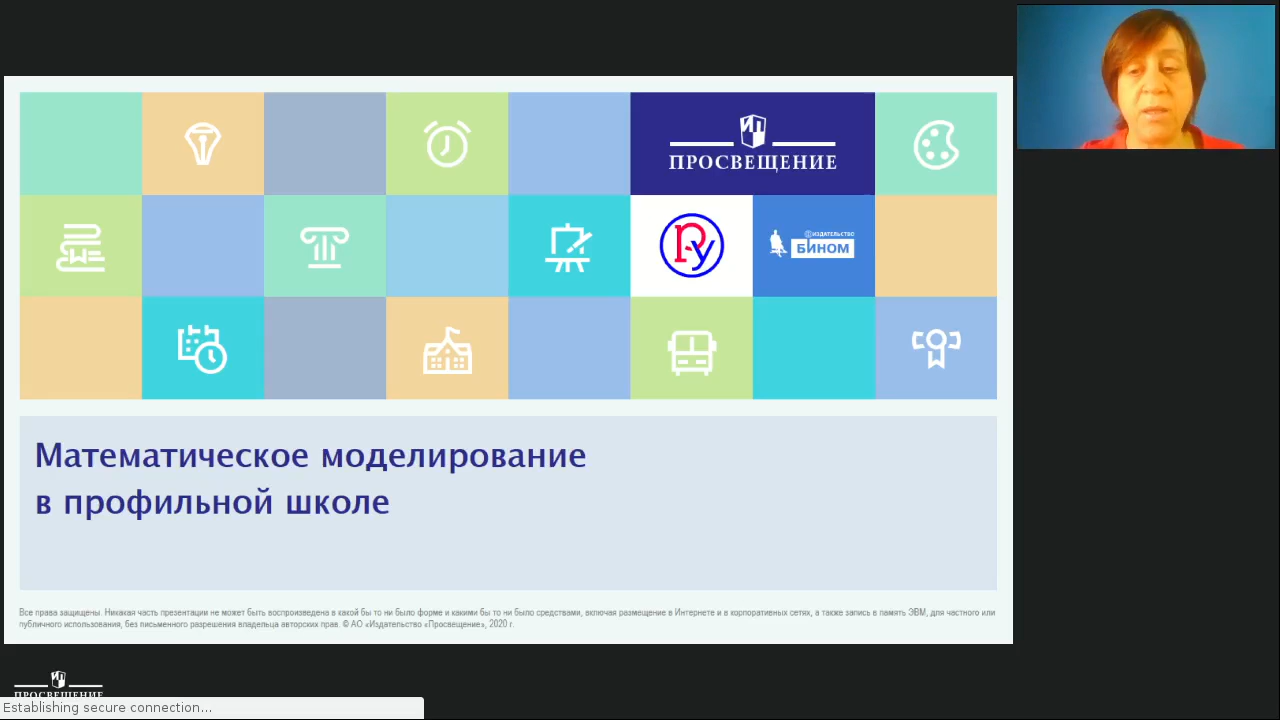 ИП
ПРОСВЕЩЕНИЕ
РУ
ИЗДАТЕЛЬСТВО
БИНОМ
Математическое моделирование
в профильной школе
Все права защищены. Никакая часть презентации не может быть воспроизведена в какой бы то ни было форме и какими бы то ни было средствами, включая размещение в Интернете и в корпоративных сетях, а также запись в память ЭВМ, для частного или
публичного использования, без письменного разрешения владельца авторских прав. © АО «Издательство «Просвещение», 2020 г.
ИП
ПРОСВЕЩЕНИЕ
Establishing secure connection...